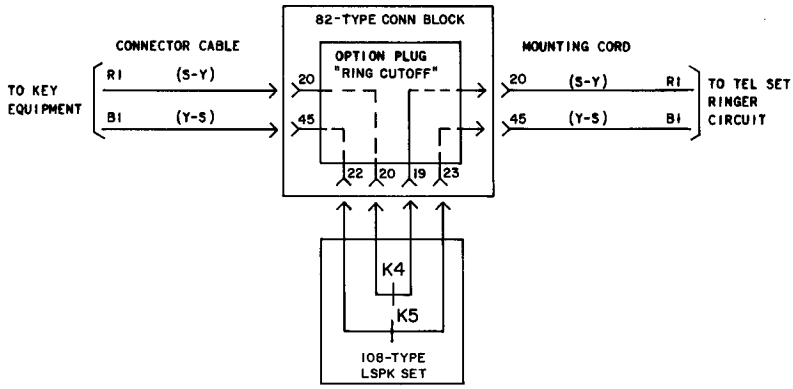 82-TYPE CONN BLOCK
CONNECTOR CABLE
OPTION PLUG
"RING CUTOFF"
MOUNTING CORD
TO KEY
EQUIPMENT
R1 (S-Y)
B1 (Y-S)
20
45
20 (S-Y) R1
45 (Y-S) B1
TO TEL SET
RINGER
CIRCUIT
22 20 19 23
K4
K5
108-TYPE
LSPK SET